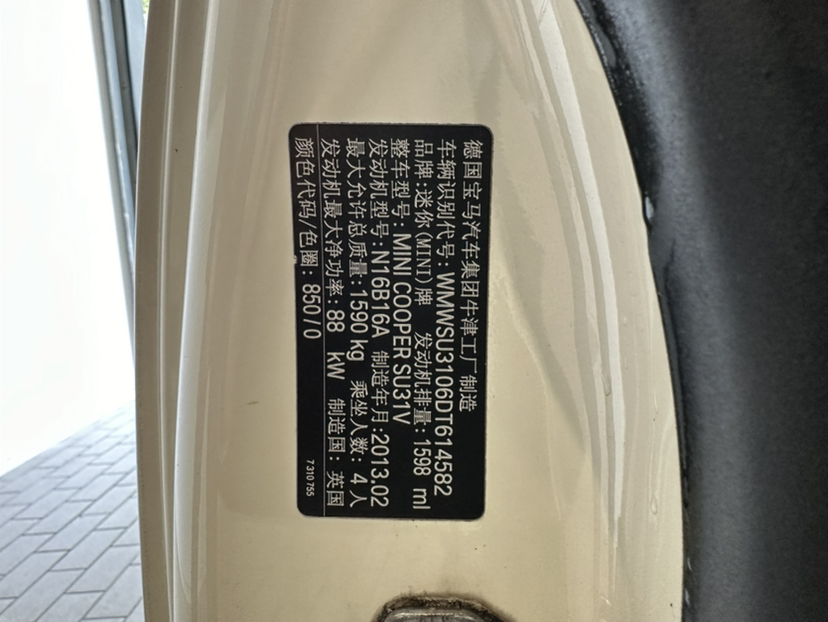 德国宝马汽车集团牛津工厂制造
车辆识别代号: WMWSU3106DT614582
品牌:迷你(MINI)牌 发动机排量: 1598 ml
整车型号: MINI COOPER SU31V
发动机型号:N16B16A 制造年月:2013.02
最大允许总质量:1590 kg 乘坐人数: 4人
发动机最大净功率: 88 kW 制造国: 英国
颜色代码/色圈: 850/0 7310755